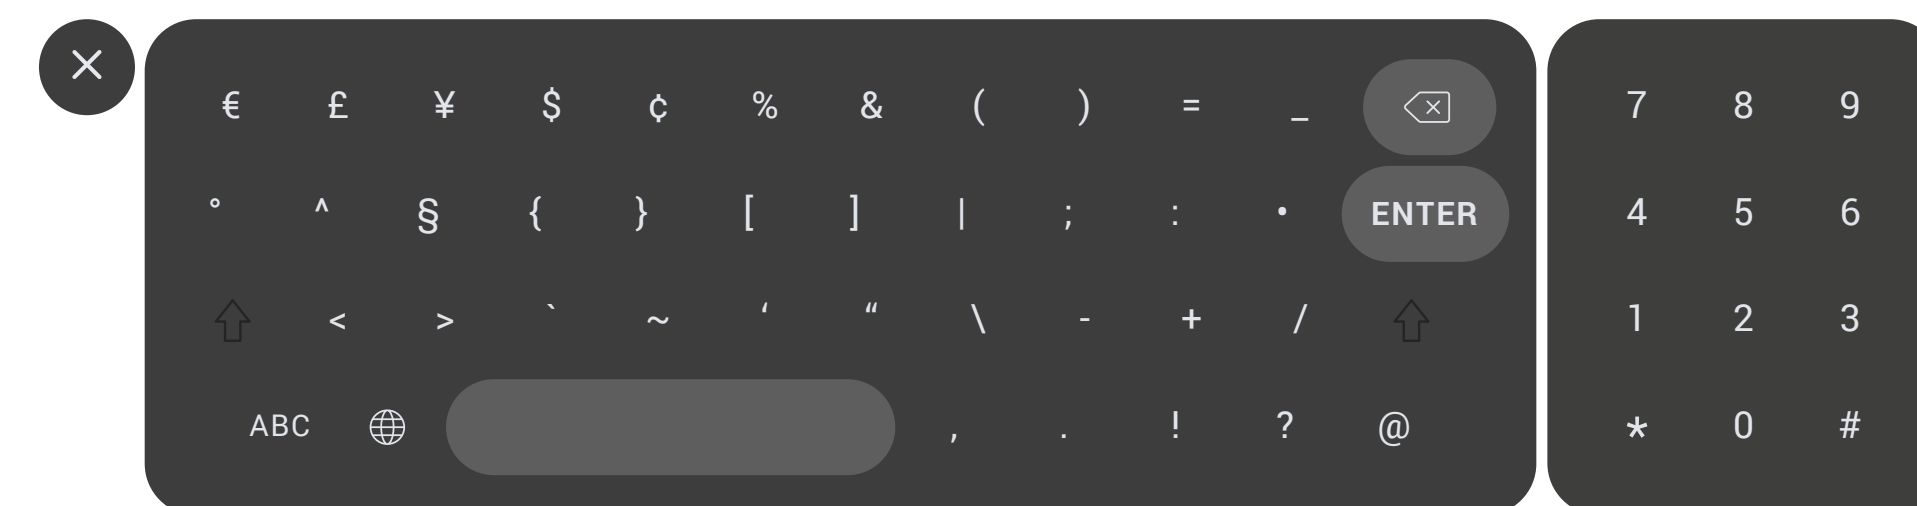 € £ ¥ $ ¢ % & ( ) = _ 7 8 9
° ^ § { } [ ] | ; : • ENTER 4 5 6
< > ` ~ ‘ “ \ - + / 1 2 3
ABC , . ! ? @ * 0 #